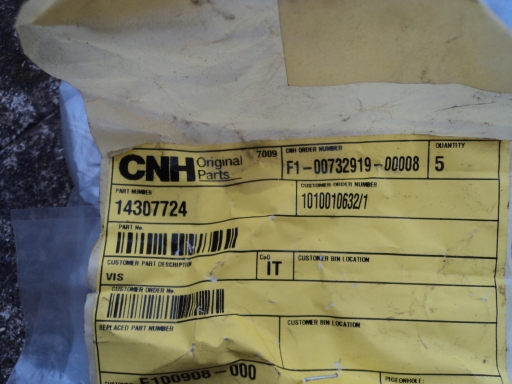 CNH Original Parts 7009
CNH ORDER NUMBER
F1-00732919-00008
QUANTITY
5
PART NUMBER
14307724
CUSTOMER ORDER NUMBER
1010010632/1
PART No
CUSTOMER PART DESCRIPTION
VIS
CoO
IT
CUSTOMER BIN LOCATION
CUSTOMER ORDER No.
REPLACED PART NUMBER
CUSTOMER BIN LOCATION
F100908-000
PIGEONHOLE: